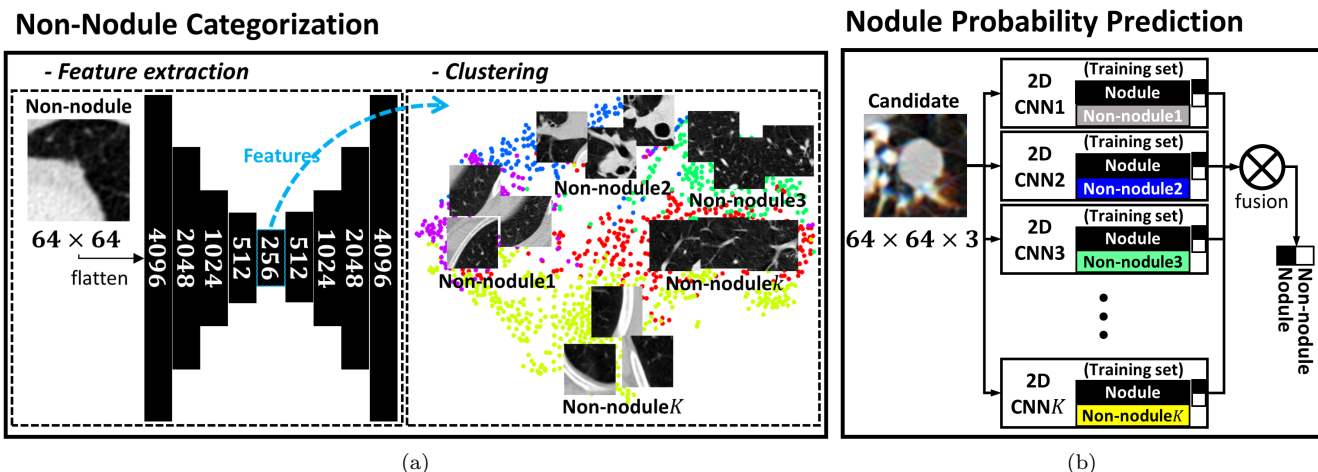 Non-Nodule Categorization
- Feature extraction
- Clustering
Non-nodule
64 × 64
flatten
4096
2048
1024
512
256
512
1024
2048
4096
Features
Non-nodule2
Non-nodule3
Non-nodule1
Non-nodulek
Non-noduleK
(a)
Nodule Probability Prediction
Candidate
64 × 64 × 3
2D
CNN1
(Training set)
Nodule
Non-nodule1
2D
CNN2
(Training set)
Nodule
Non-nodule2
2D
CNN3
(Training set)
Nodule
Non-nodule3
2D
CNNK
(Training set)
Nodule
Non-noduleK
fusion
Nodule
Non-nodule
(b)